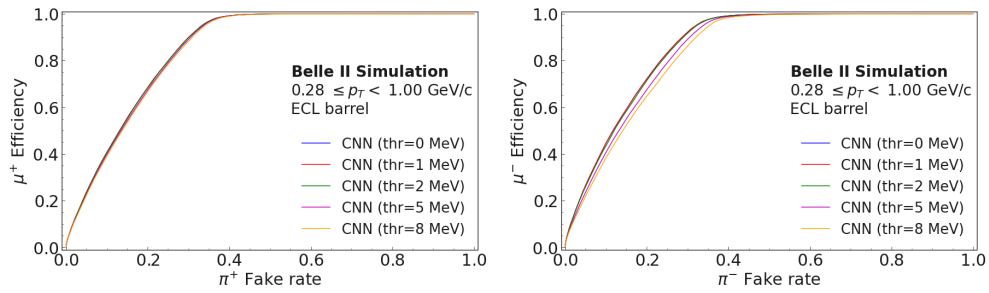 1.0
0.8
0.6
0.4
0.2
0.0
μ⁺ Efficiency
Belle II Simulation
0.28 ≤p_T< 1.00 GeV/c
ECL barrel
CNN (thr=0 MeV)
CNN (thr=1 MeV)
CNN (thr=2 MeV)
CNN (thr=5 MeV)
CNN (thr=8 MeV)
0.0 0.2 0.4 0.6 0.8 1.0
π⁺ Fake rate
1.0
0.8
0.6
0.4
0.2
0.0
μ⁻ Efficiency
Belle II Simulation
0.28 ≤p_T< 1.00 GeV/c
ECL barrel
CNN (thr=0 MeV)
CNN (thr=1 MeV)
CNN (thr=2 MeV)
CNN (thr=5 MeV)
CNN (thr=8 MeV)
0.0 0.2 0.4 0.6 0.8 1.0
π⁻ Fake rate